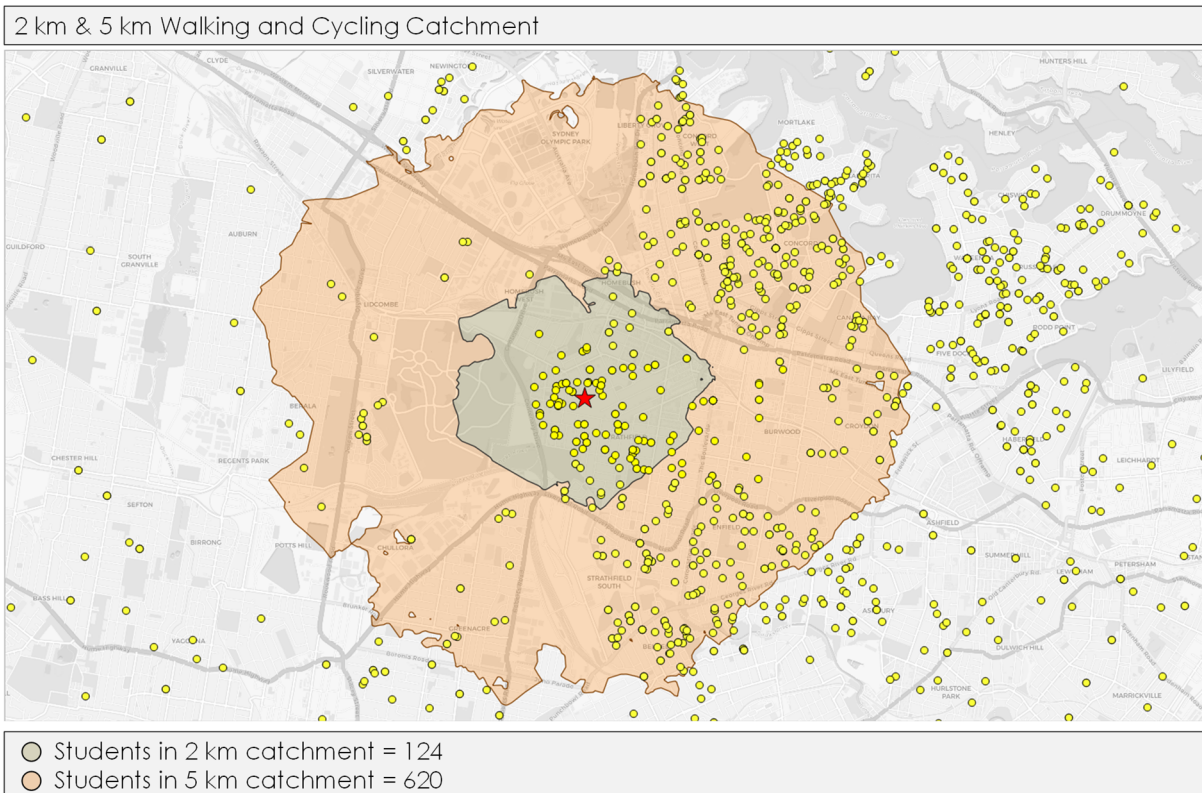 2 km & 5 km Walking and Cycling Catchment
GRANVILLE
CLYDE
SILVERWATER
NEWINGTON
HUNTERS HILL
SYDNEY
OLYMPIC PARK
MORTLAKE
HENLEY
DRUMMOYNE
AUBURN
GUILDFORD
SOUTH
GRANVILLE
LIDCOMBE
RODD POINT
FIVE DOCK
LILYFIELD
BERALA
BURWOOD
CROYDON
CHESTER HILL
REGENTS PARK
LEICHHARDT
SEFTON
BIRRONG
POTTS HILL
CHULLORA
ENFIELD
ASHFIELD
SUMMER HILL
PETERSHAM
STRATHFIELD
SOUTH
BASS HILL
YAGOONA
GREENACRE
ASHBURY
DULWICH HILL
HURLSTONE
PARK
MARRICKVILLE
Students in 2 km catchment = 124
Students in 5 km catchment = 620